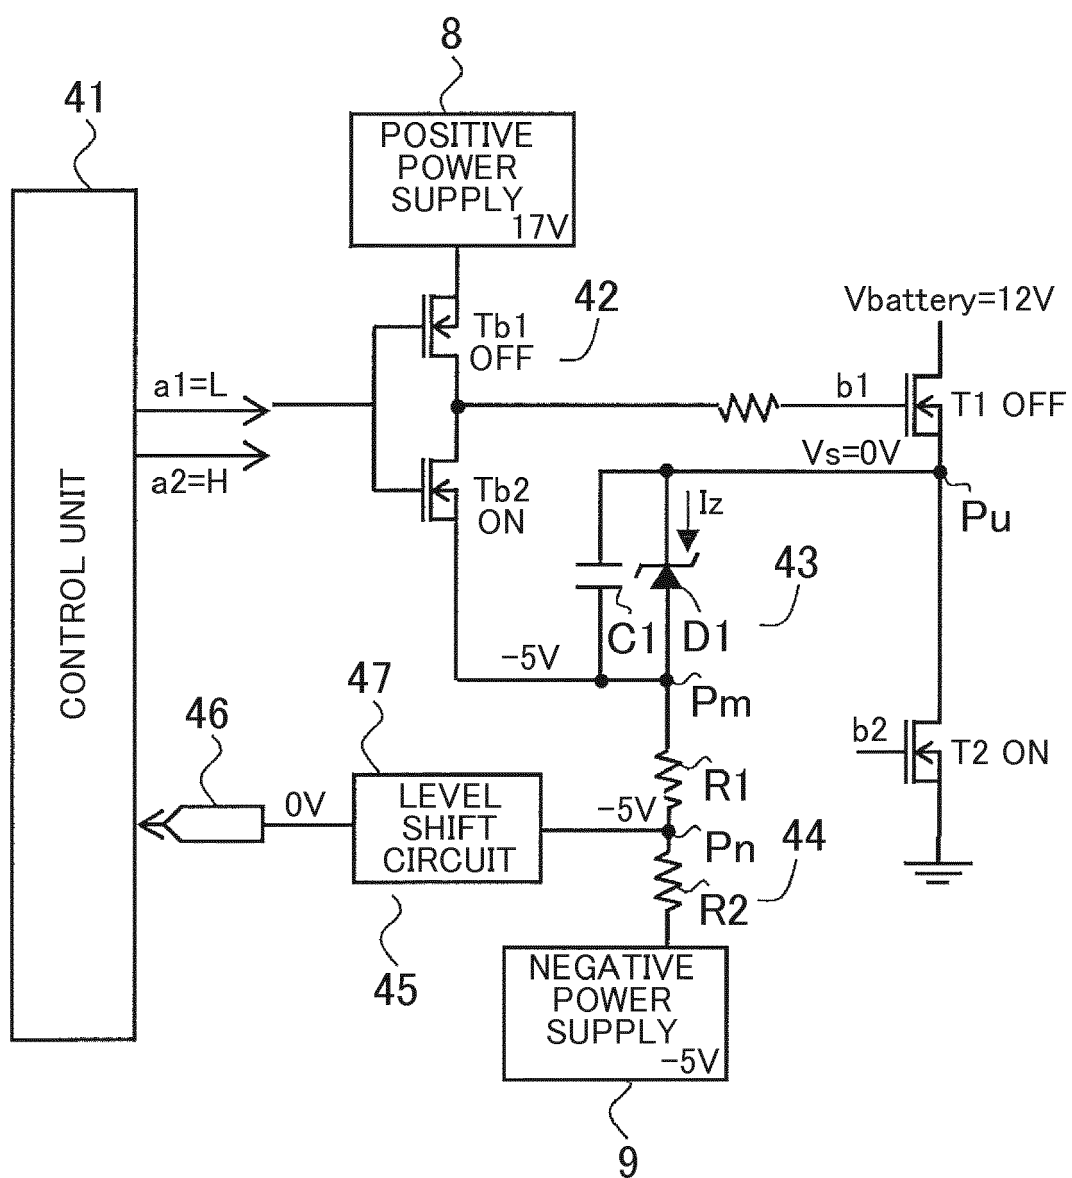 8
POSITIVE
POWER
SUPPLY
17V
41
CONTROL UNIT
a1=L
a2=H
Tb1
OFF
42
Tb2
ON
Vbattery=12V
b1
T1 OFF
Vs=0V
Pu
Iz
43
C1
D1
−5V
Pm
47
46
0V
LEVEL
SHIFT
CIRCUIT
45
R1
−5V
Pn
44
R2
b2
T2 ON
NEGATIVE
POWER
SUPPLY
−5V
9